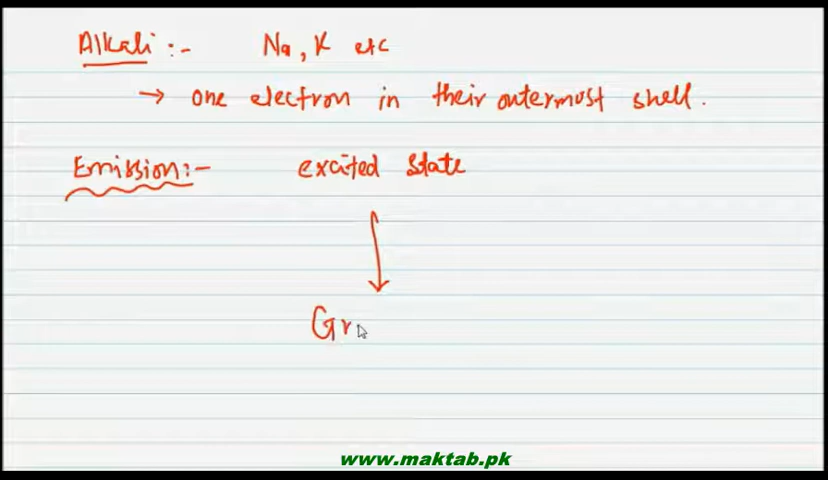 Alkali :- Na, K etc
→ one electron in their outermost shell.
Emission:- excited state
Gr
www.maktab.pk